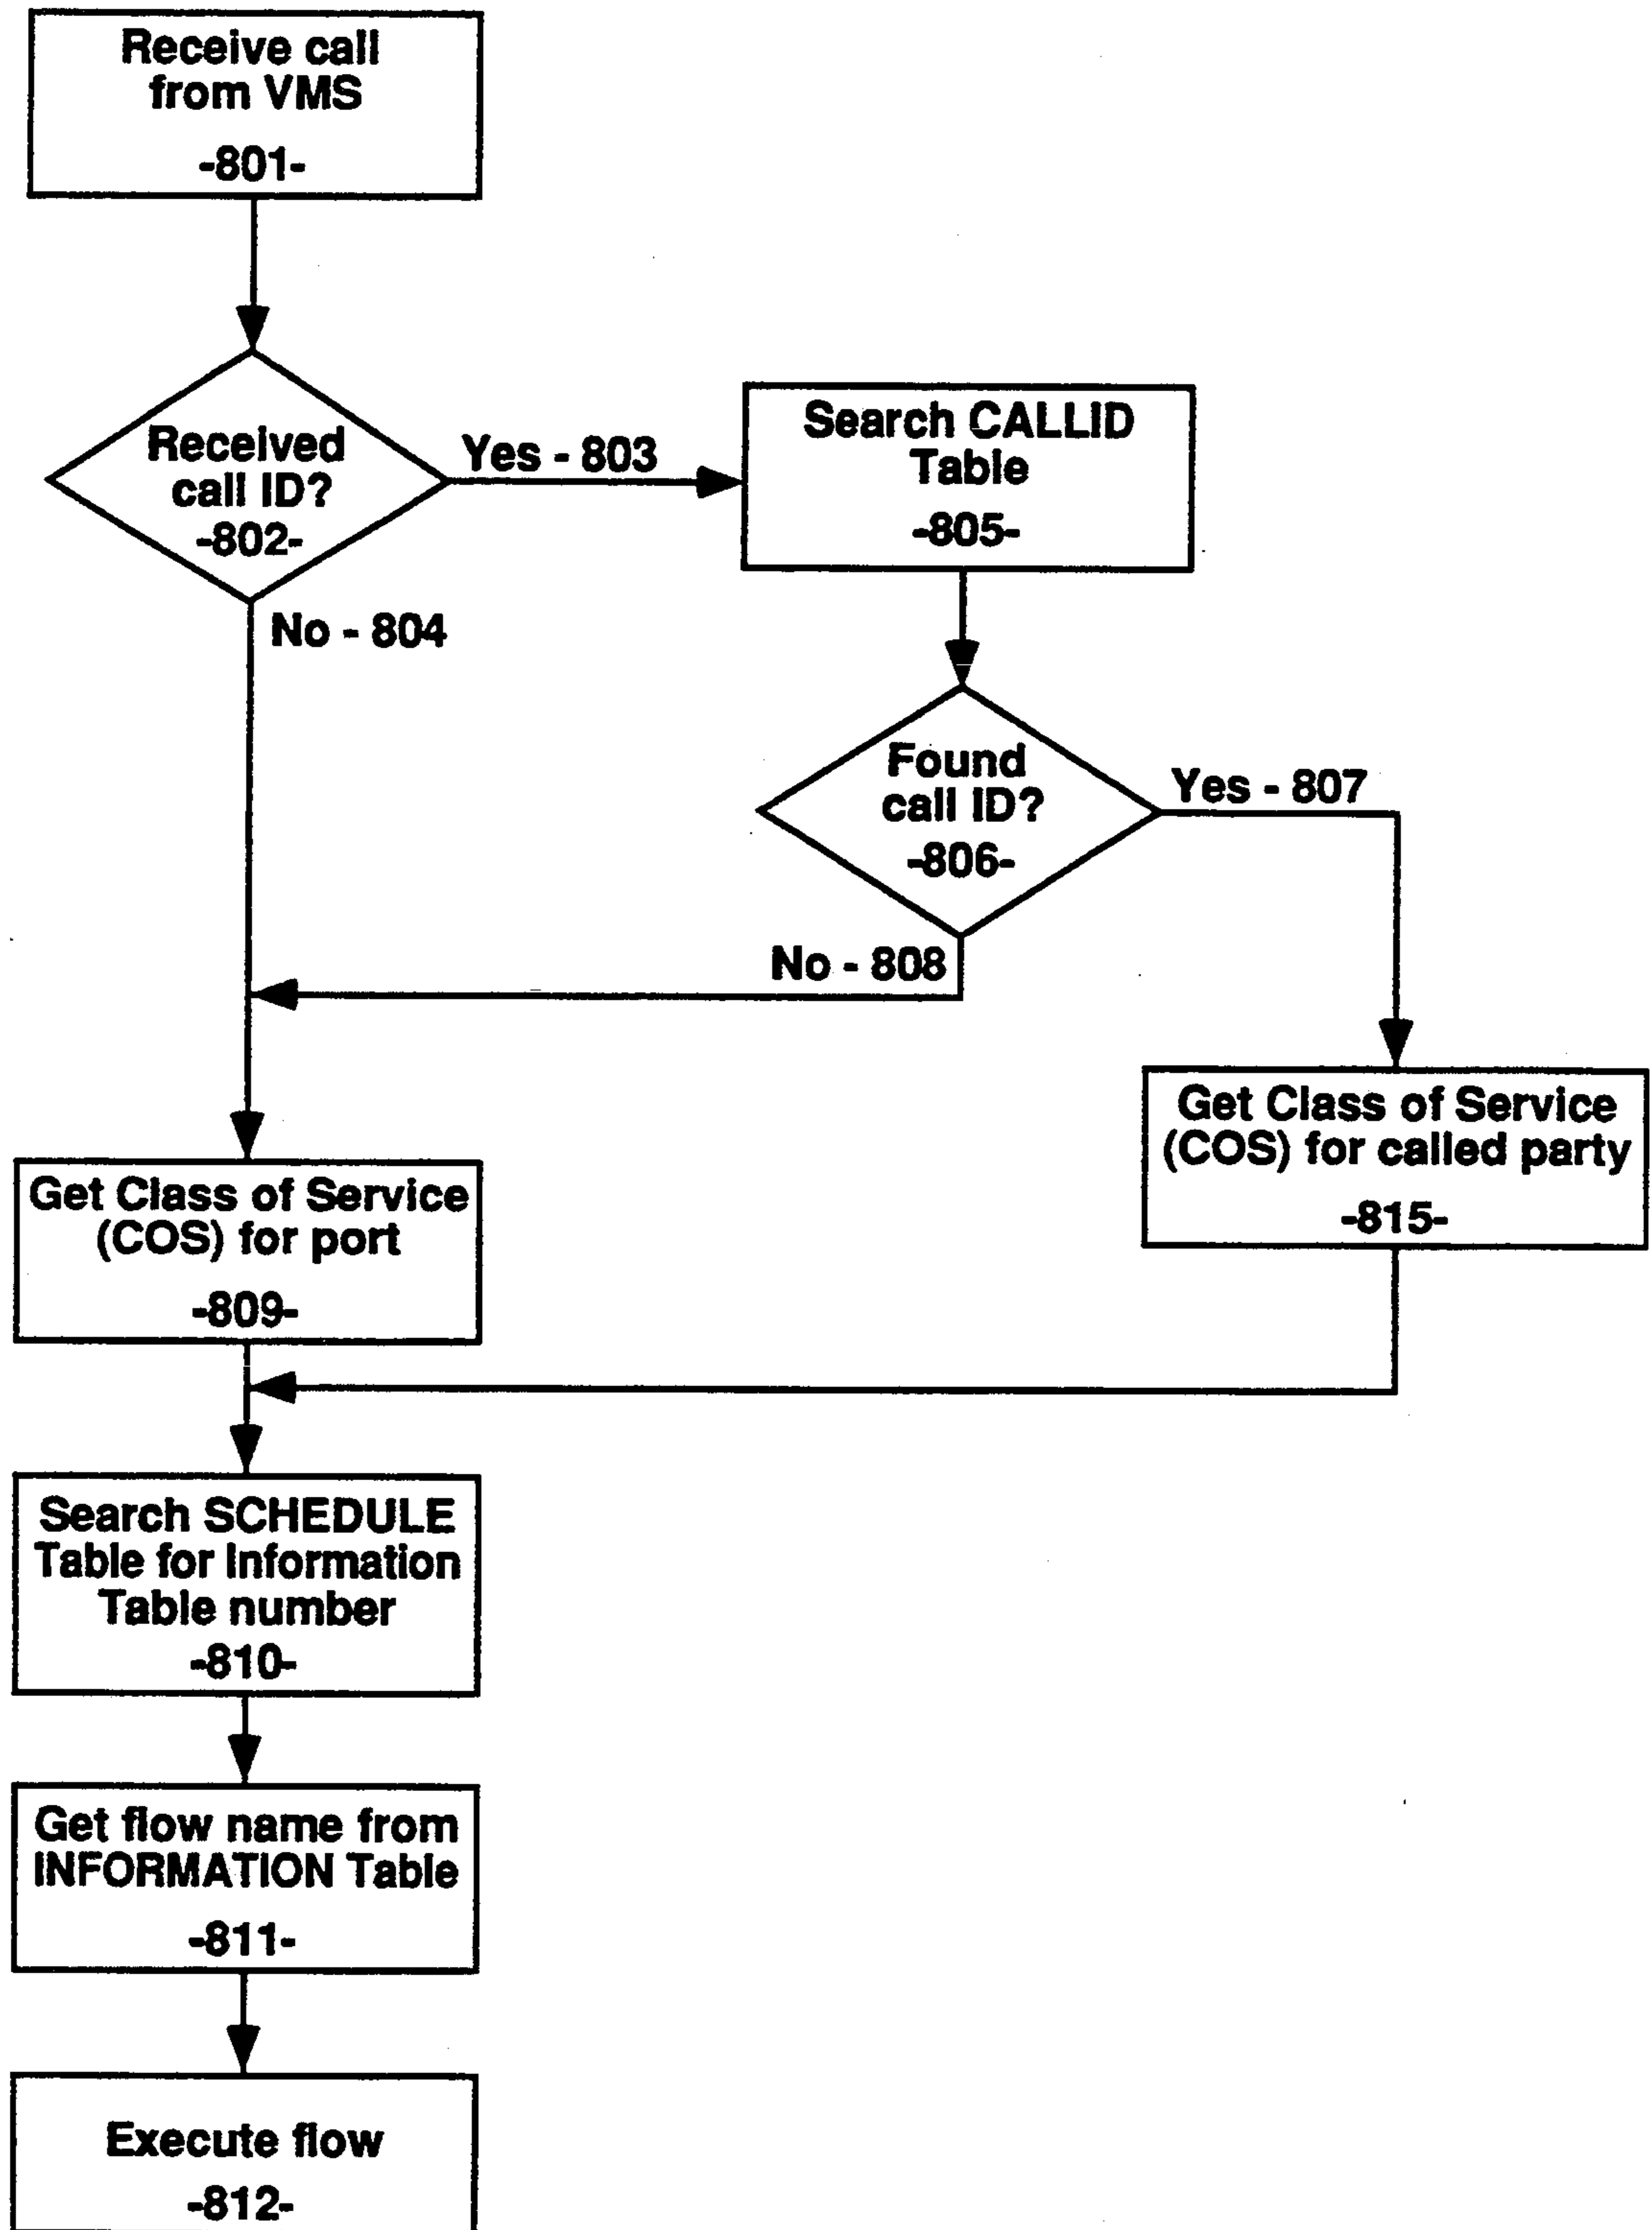 Receive call
from VMS
-801-
Received
call ID?
-802-
Yes - 803
No - 804
Search CALLID
Table
-805-
Found
call ID?
-806-
Yes - 807
No - 808
Get Class of Service
(COS) for called party
-815-
Get Class of Service
(COS) for port
-809-
Search SCHEDULE
Table for Information
Table number
-810-
Get flow name from
INFORMATION Table
-811-
Execute flow
-812-